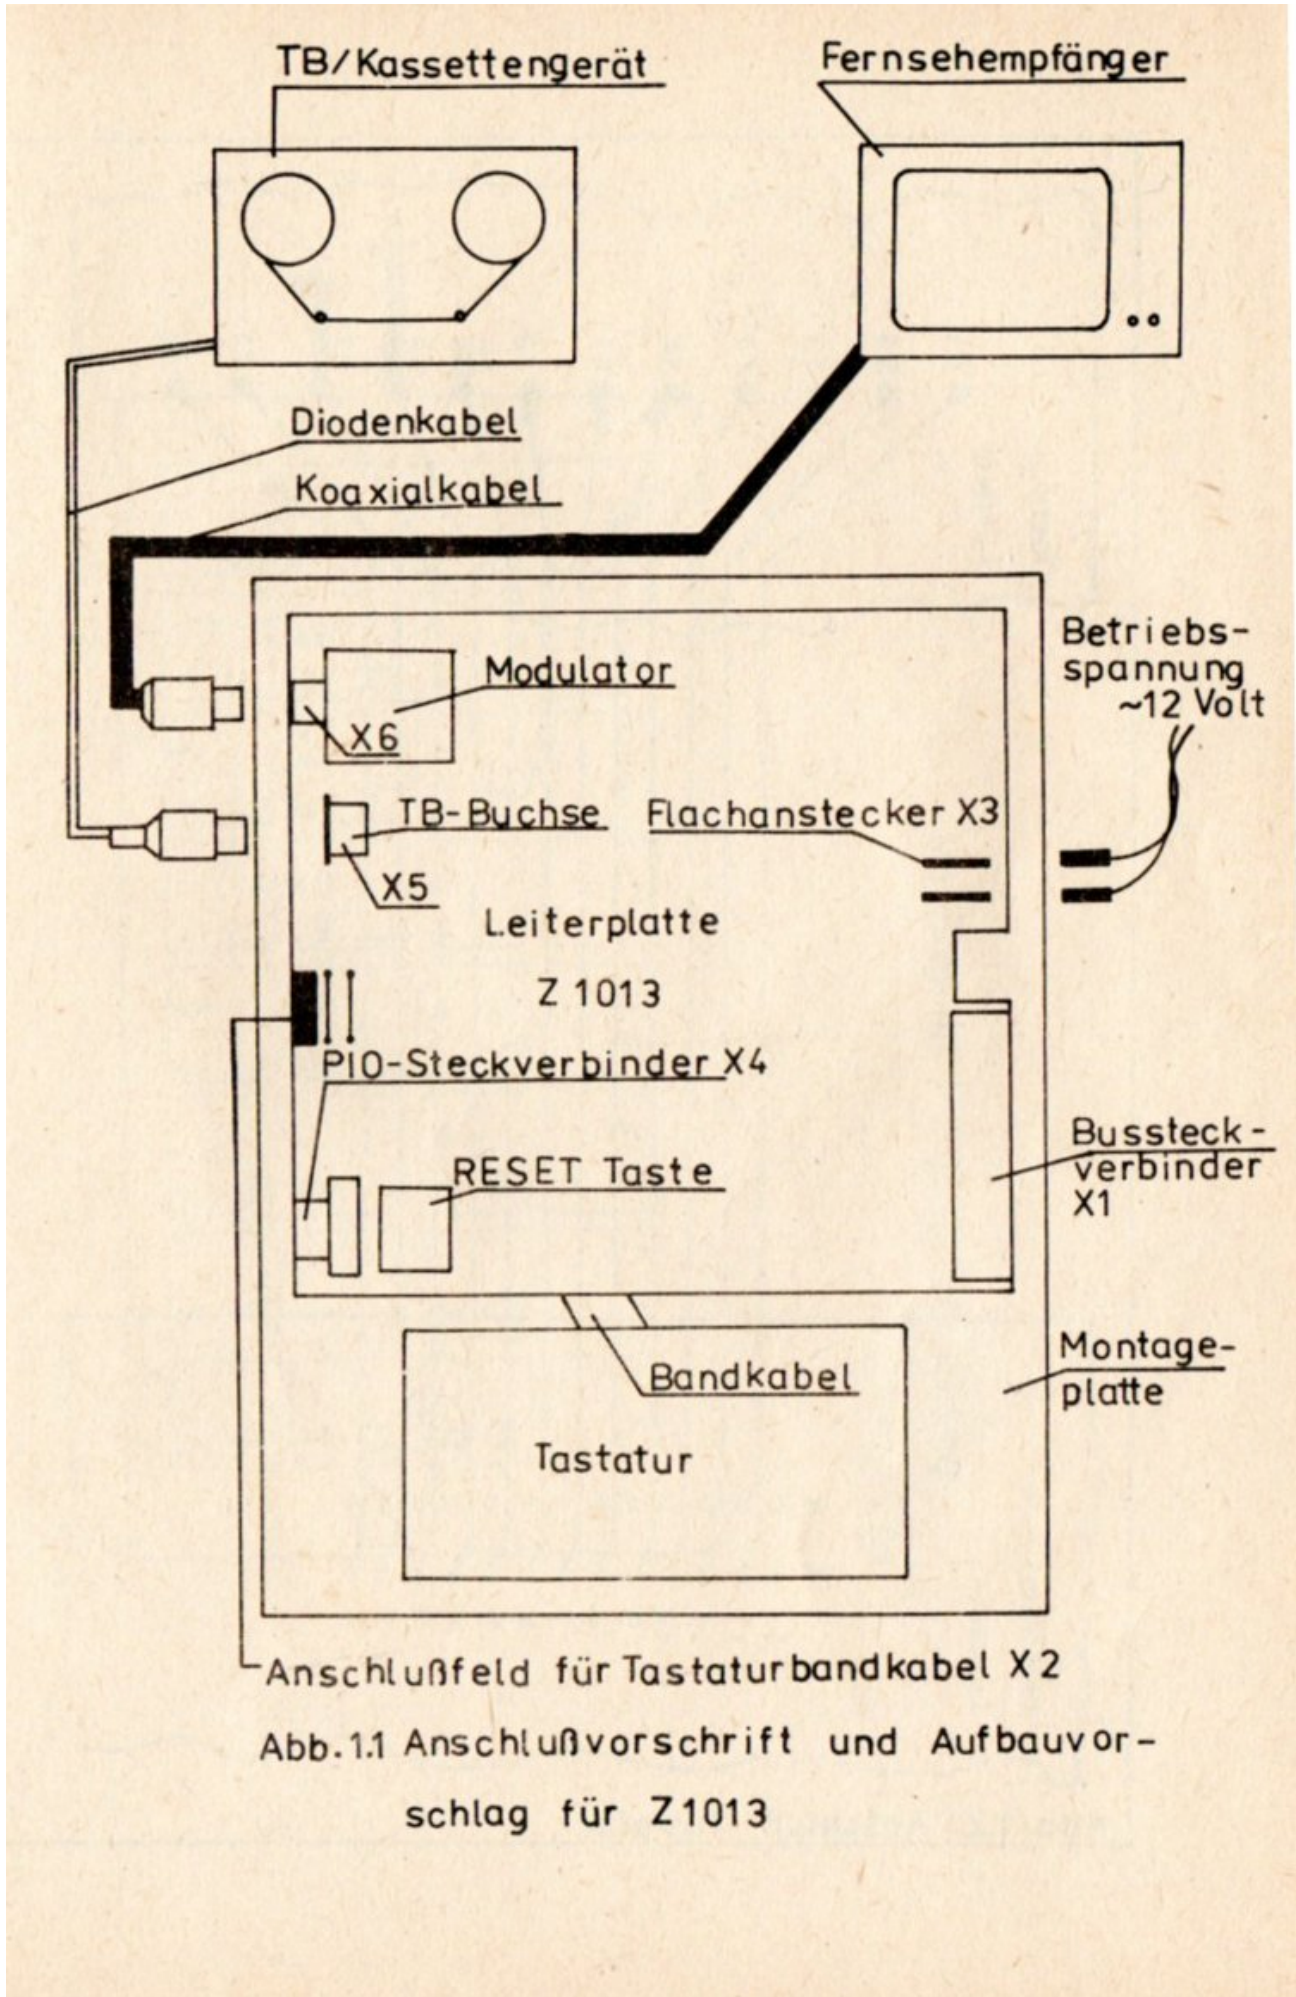 TB/Kassettengerät
Fernsehempfänger
Diodenkabel
Koaxialkabel
Betriebs-
spannung
~12 Volt
Modulator
X6
TB-Buchse
Flachanstecker X3
X5
Leiterplatte
Z 1013
PIO-Steckverbinder X4
RESET Taste
Bussteck-
verbinder
X1
Montage-
platte
Bandkabel
Tastatur
Anschlußfeld für Tastaturbandkabel X2
Abb.1.1 Anschlußvorschrift und Aufbauvor-
schlag für Z1013